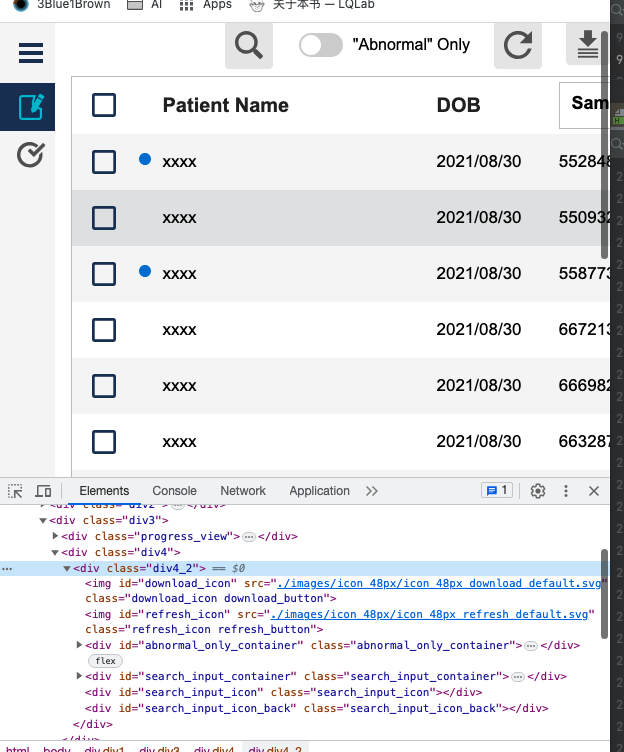 3Blue1Brown AI Apps 关于本书 — LQLab
"Abnormal" Only
Patient Name DOB Sam
xxxx 2021/08/30 552848
xxxx 2021/08/30 550932
xxxx 2021/08/30 558773
xxxx 2021/08/30 667213
xxxx 2021/08/30 666982
xxxx 2021/08/30 663287
Elements Console Network Application 1
<div class="div2">…</div>
<div class="div3">
<div class="progress_view">…</div>
<div class="div4">
<div class="div4_2"> == $0
<img id="download_icon" src="./images/icon_48px/icon_48px_download_default.svg"
class="download_icon download_button">
<img id="refresh_icon" src="./images/icon_48px/icon_48px_refresh_default.svg"
class="refresh_icon refresh_button">
<div id="abnormal_only_container" class="abnormal_only_container">…</div>
flex
<div id="search_input_container" class="search_input_container">…</div>
<div id="search_input_icon" class="search_input_icon"></div>
<div id="search_input_icon_back" class="search_input_icon_back"></div>
</div>
</div>
html body div.div1 div.div3 div.div4 div.div4_2